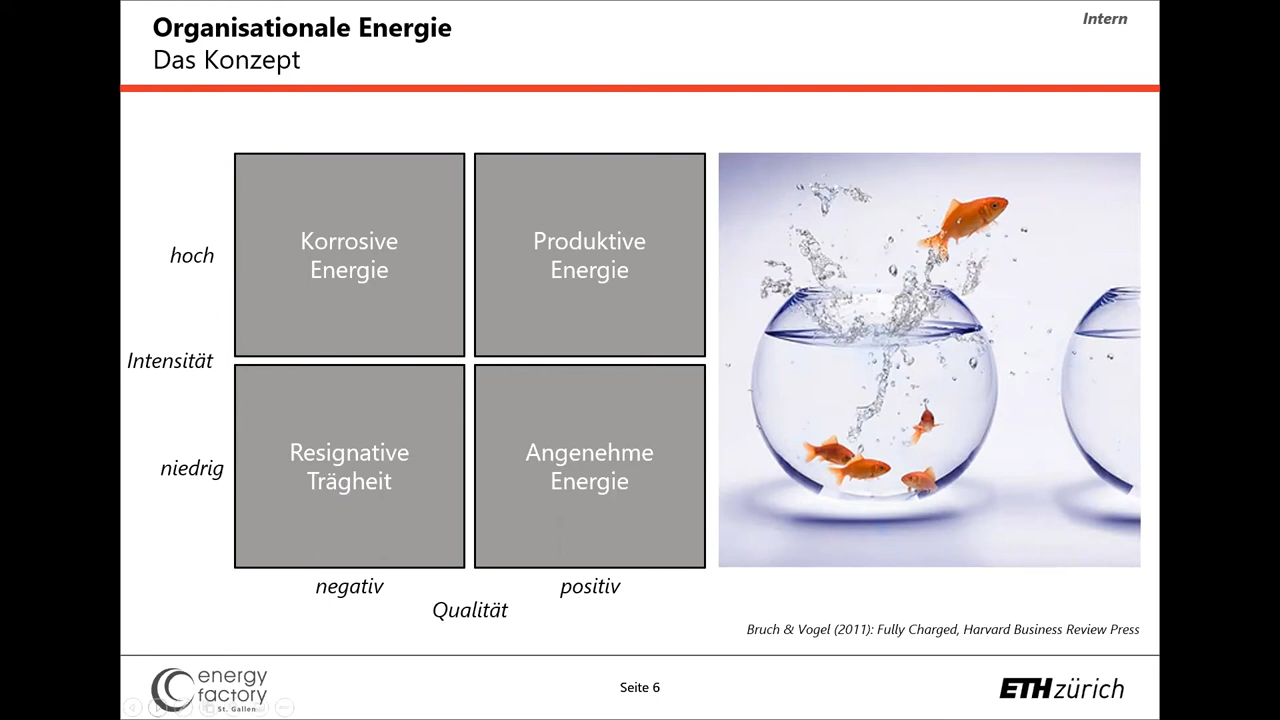 Organisationale Energie
Das Konzept
Intern
hoch
Korrosive
Energie
Produktive
Energie
Intensität
niedrig
Resignative
Trägheit
Angenehme
Energie
negativ
positiv
Qualität
Bruch & Vogel (2011): Fully Charged, Harvard Business Review Press
energy
factory
St. Gallen
Seite 6
ETH zürich